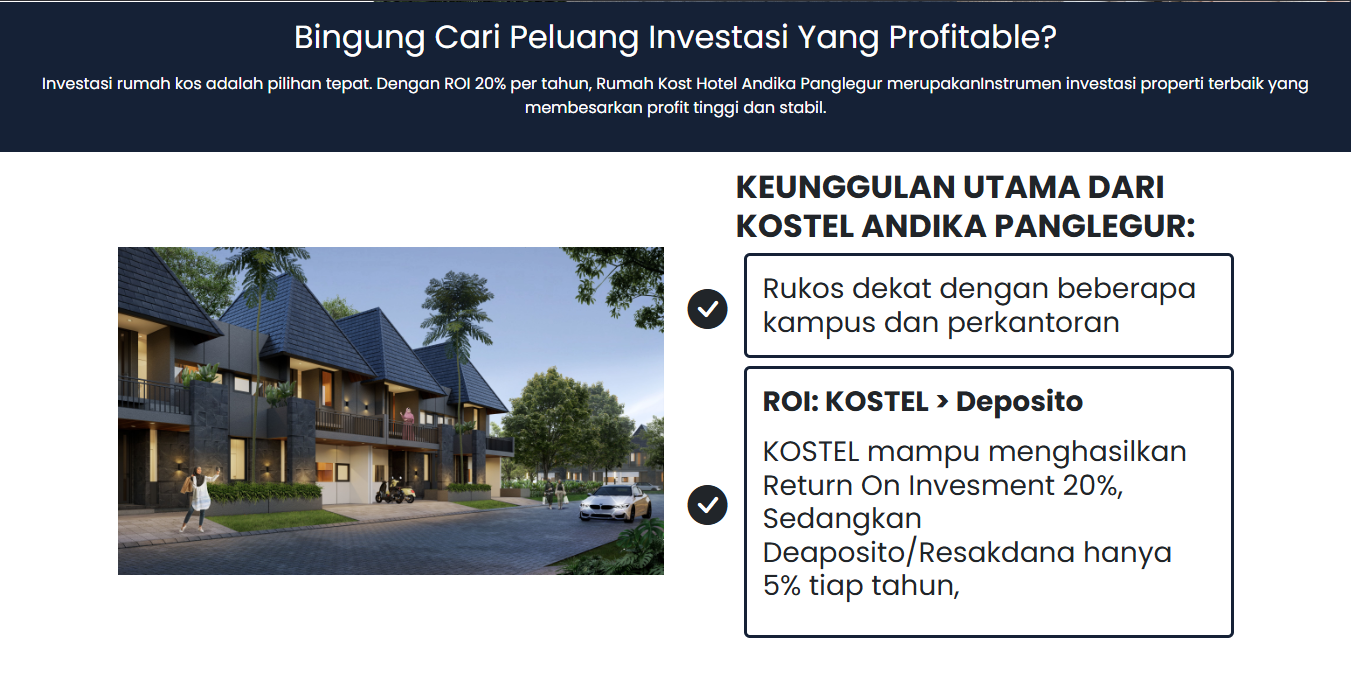 Bingung Cari Peluang Investasi Yang Profitable?
Investasi rumah kos adalah pilihan tepat. Dengan ROI 20% per tahun, Rumah Kost Hotel Andika Panglegur merupakanInstrumen investasi properti terbaik yang
membesarkan profit tinggi dan stabil.
KEUNGGULAN UTAMA DARI
KOSTEL ANDIKA PANGLEGUR:
Rukos dekat dengan beberapa
kampus dan perkantoran
ROI: KOSTEL > Deposito
KOSTEL mampu menghasilkan
Return On Invesment 20%,
Sedangkan
Deaposito/Resakdana hanya
5% tiap tahun,